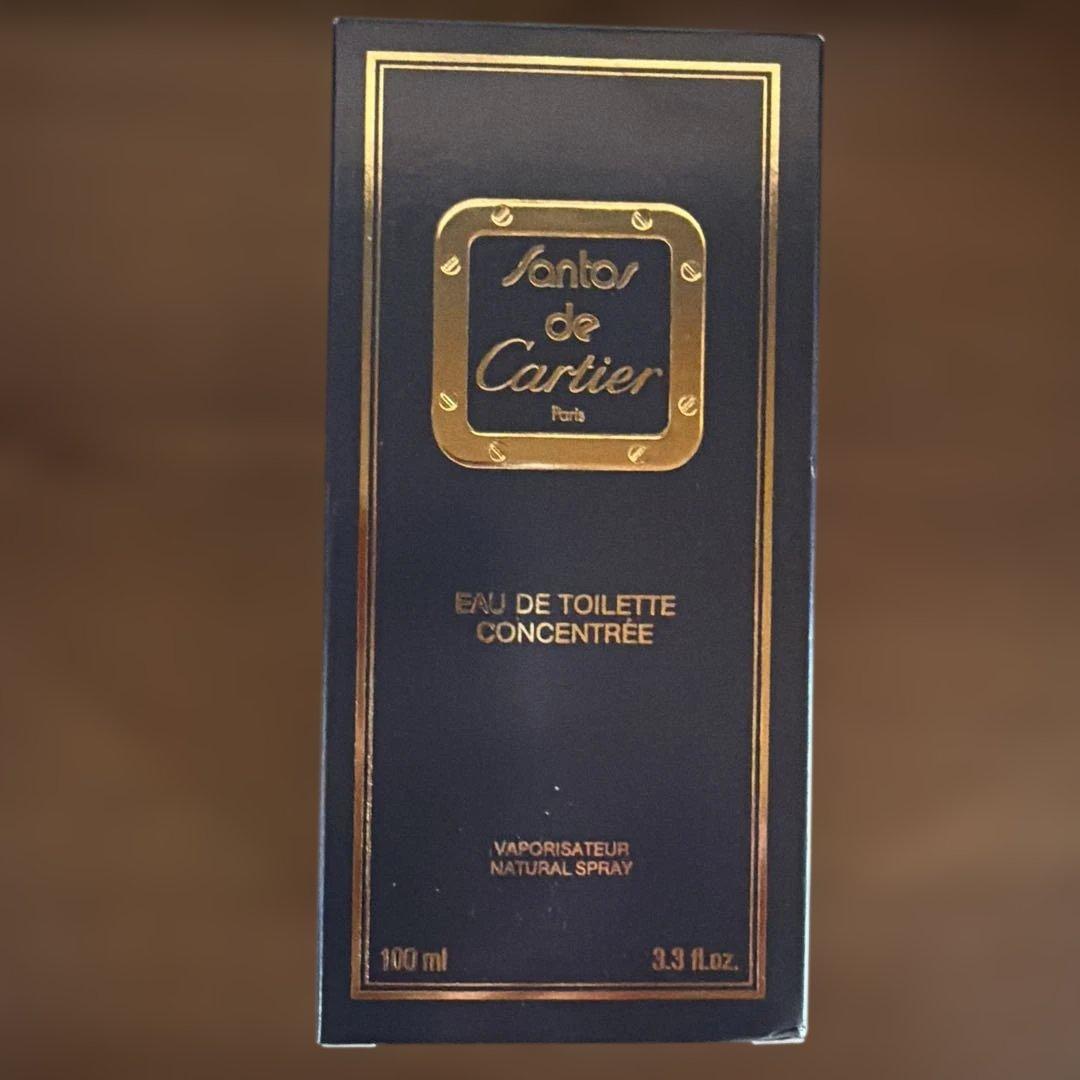 Santos
de
Cartier
Paris
EAU DE TOILETTE
CONCENTRÉE
VAPORISATEUR
NATURAL SPRAY
100 ml
3.3 fl.oz.